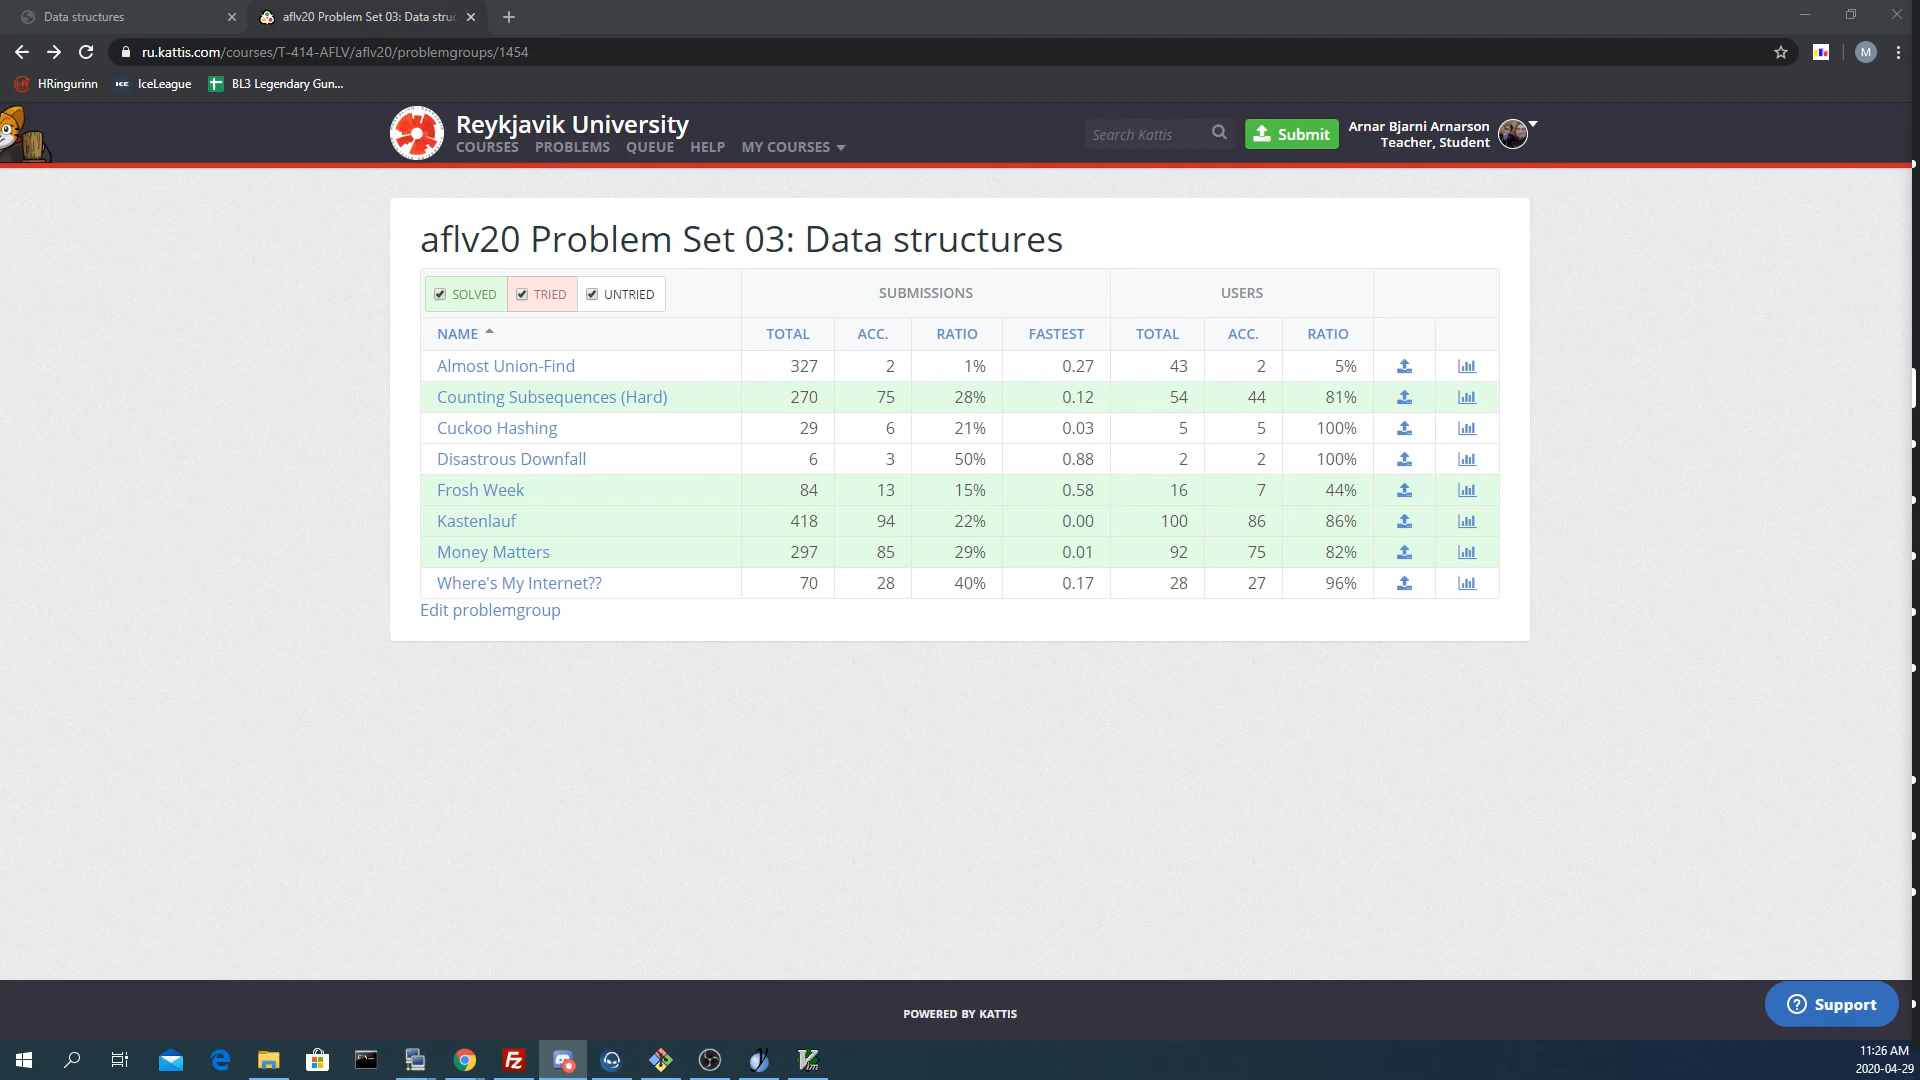 Data structures
aflv20 Problem Set 03: Data struc
ru.kattis.com/courses/T-414-AFLV/aflv20/problemgroups/1454
M
HRingurinn
IceLeague
BL3 Legendary Gun...
Reykjavik University
COURSES PROBLEMS QUEUE HELP MY COURSES
Search Kattis
Submit
Arnar Bjarni Arnarson
Teacher, Student
aflv20 Problem Set 03: Data structures
SOLVED TRIED UNTRIED SUBMISSIONS USERS
NAME TOTAL ACC. RATIO FASTEST TOTAL ACC. RATIO
Almost Union-Find 327 2 1% 0.27 43 2 5%
Counting Subsequences (Hard) 270 75 28% 0.12 54 44 81%
Cuckoo Hashing 29 6 21% 0.03 5 5 100%
Disastrous Downfall 6 3 50% 0.88 2 2 100%
Frosh Week 84 13 15% 0.58 16 7 44%
Kastenlauf 418 94 22% 0.00 100 86 86%
Money Matters 297 85 29% 0.01 92 75 82%
Where's My Internet?? 70 28 40% 0.17 28 27 96%
Edit problemgroup
POWERED BY KATTIS
Support
11:26 AM
2020-04-29